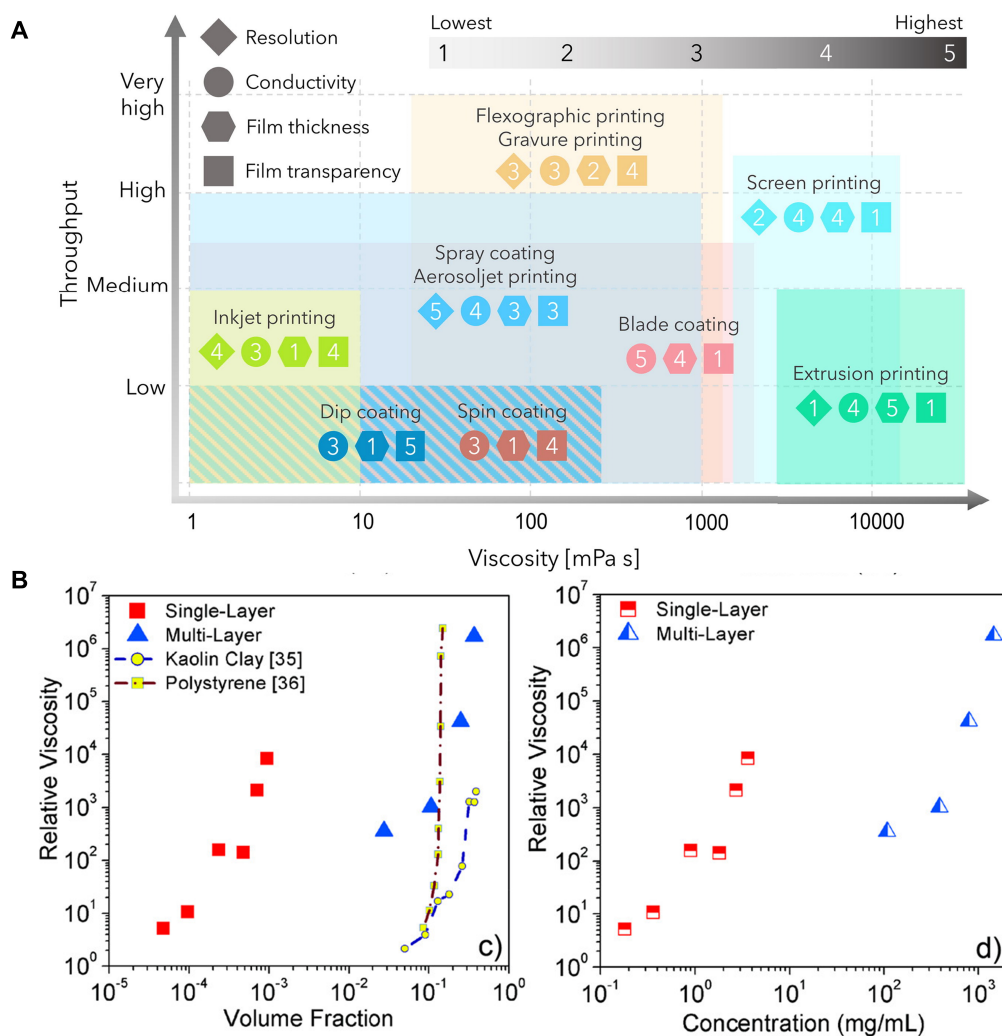 A
Resolution
Conductivity
Film thickness
Film transparency
Lowest Highest
1 2 3 4 5
Throughput
Very
high
High
Medium
Low
Flexographic printing
Gravure printing
3 3 2 4
Screen printing
2 4 4 1
Spray coating
Aerosoljet printing
5 4 3 3
Inkjet printing
4 3 1 4
Blade coating
5 4 1
Extrusion printing
1 4 5 1
Dip coating
3 1 5
Spin coating
3 1 4
1 10 100 1000 10000
Viscosity [mPa s]
B
Relative Viscosity
10⁷
10⁶
10⁵
10⁴
10³
10²
10¹
10⁰
Single-Layer
Multi-Layer
Kaolin Clay [35]
Polystyrene [36]
c)
10⁻⁵ 10⁻⁴ 10⁻³ 10⁻² 10⁻¹ 10⁰
Volume Fraction
Relative Viscosity
10⁷
10⁶
10⁵
10⁴
10³
10²
10¹
10⁰
Single-Layer
Multi-Layer
d)
10⁻¹ 10⁰ 10¹ 10² 10³
Concentration (mg/mL)